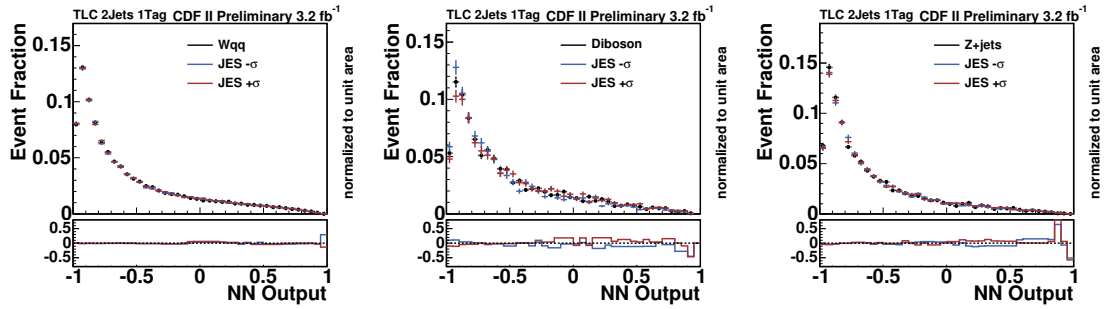 TLC 2Jets 1Tag CDF II Preliminary 3.2 fb-1
Event Fraction
0.15
0.1
0.05
0
Wqq
JES -σ
JES +σ
normalized to unit area
0.5
0
-0.5
-1 -0.5 0 0.5 1
NN Output
TLC 2Jets 1Tag CDF II Preliminary 3.2 fb-1
Event Fraction
0.15
0.1
0.05
0
Diboson
JES -σ
JES +σ
normalized to unit area
0.5
0
-0.5
-1 -0.5 0 0.5 1
NN Output
TLC 2Jets 1Tag CDF II Preliminary 3.2 fb-1
Event Fraction
0.15
0.1
0.05
0
Z+jets
JES -σ
JES +σ
normalized to unit area
0.5
0
-0.5
-1 -0.5 0 0.5 1
NN Output